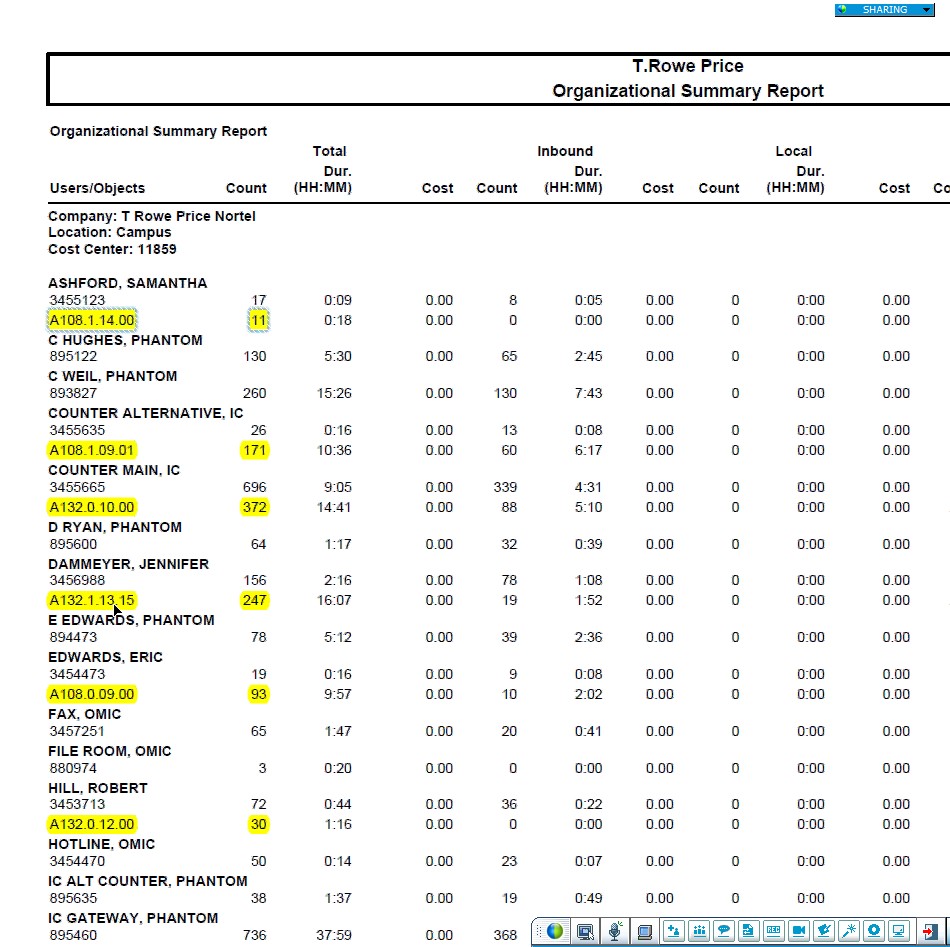 SHARING
T.Rowe Price
Organizational Summary Report
Organizational Summary Report
Total Inbound Local
Dur. Dur. Dur.
Users/Objects Count (HH:MM) Cost Count (HH:MM) Cost Count (HH:MM) Cost Co
Company: T Rowe Price Nortel
Location: Campus
Cost Center: 11859
ASHFORD, SAMANTHA
3455123 17 0:09 0.00 8 0:05 0.00 0 0:00 0.00
A108.1.14.00 11 0:18 0.00 0 0:00 0.00 0 0:00 0.00
C HUGHES, PHANTOM
895122 130 5:30 0.00 65 2:45 0.00 0 0:00 0.00
C WEIL, PHANTOM
893827 260 15:26 0.00 130 7:43 0.00 0 0:00 0.00
COUNTER ALTERNATIVE, IC
3455635 26 0:16 0.00 13 0:08 0.00 0 0:00 0.00
A108.1.09.01 171 10:36 0.00 60 6:17 0.00 0 0:00 0.00
COUNTER MAIN, IC
3455665 696 9:05 0.00 339 4:31 0.00 0 0:00 0.00
A132.0.10.00 372 14:41 0.00 88 5:10 0.00 0 0:00 0.00
D RYAN, PHANTOM
895600 64 1:17 0.00 32 0:39 0.00 0 0:00 0.00
DAMMEYER, JENNIFER
3456988 156 2:16 0.00 78 1:08 0.00 0 0:00 0.00
A132.1.13.15 247 16:07 0.00 19 1:52 0.00 0 0:00 0.00
E EDWARDS, PHANTOM
894473 78 5:12 0.00 39 2:36 0.00 0 0:00 0.00
EDWARDS, ERIC
3454473 19 0:16 0.00 9 0:08 0.00 0 0:00 0.00
A108.0.09.00 93 9:57 0.00 10 2:02 0.00 0 0:00 0.00
FAX, OMIC
3457251 65 1:47 0.00 20 0:41 0.00 0 0:00 0.00
FILE ROOM, OMIC
880974 3 0:20 0.00 0 0:00 0.00 0 0:00 0.00
HILL, ROBERT
3453713 72 0:44 0.00 36 0:22 0.00 0 0:00 0.00
A132.0.12.00 30 1:16 0.00 0 0:00 0.00 0 0:00 0.00
HOTLINE, OMIC
3454470 50 0:14 0.00 23 0:07 0.00 0 0:00 0.00
IC ALT COUNTER, PHANTOM
895635 38 1:37 0.00 19 0:49 0.00 0 0:00 0.00
IC GATEWAY, PHANTOM
895460 736 37:59 0.00 368
REC